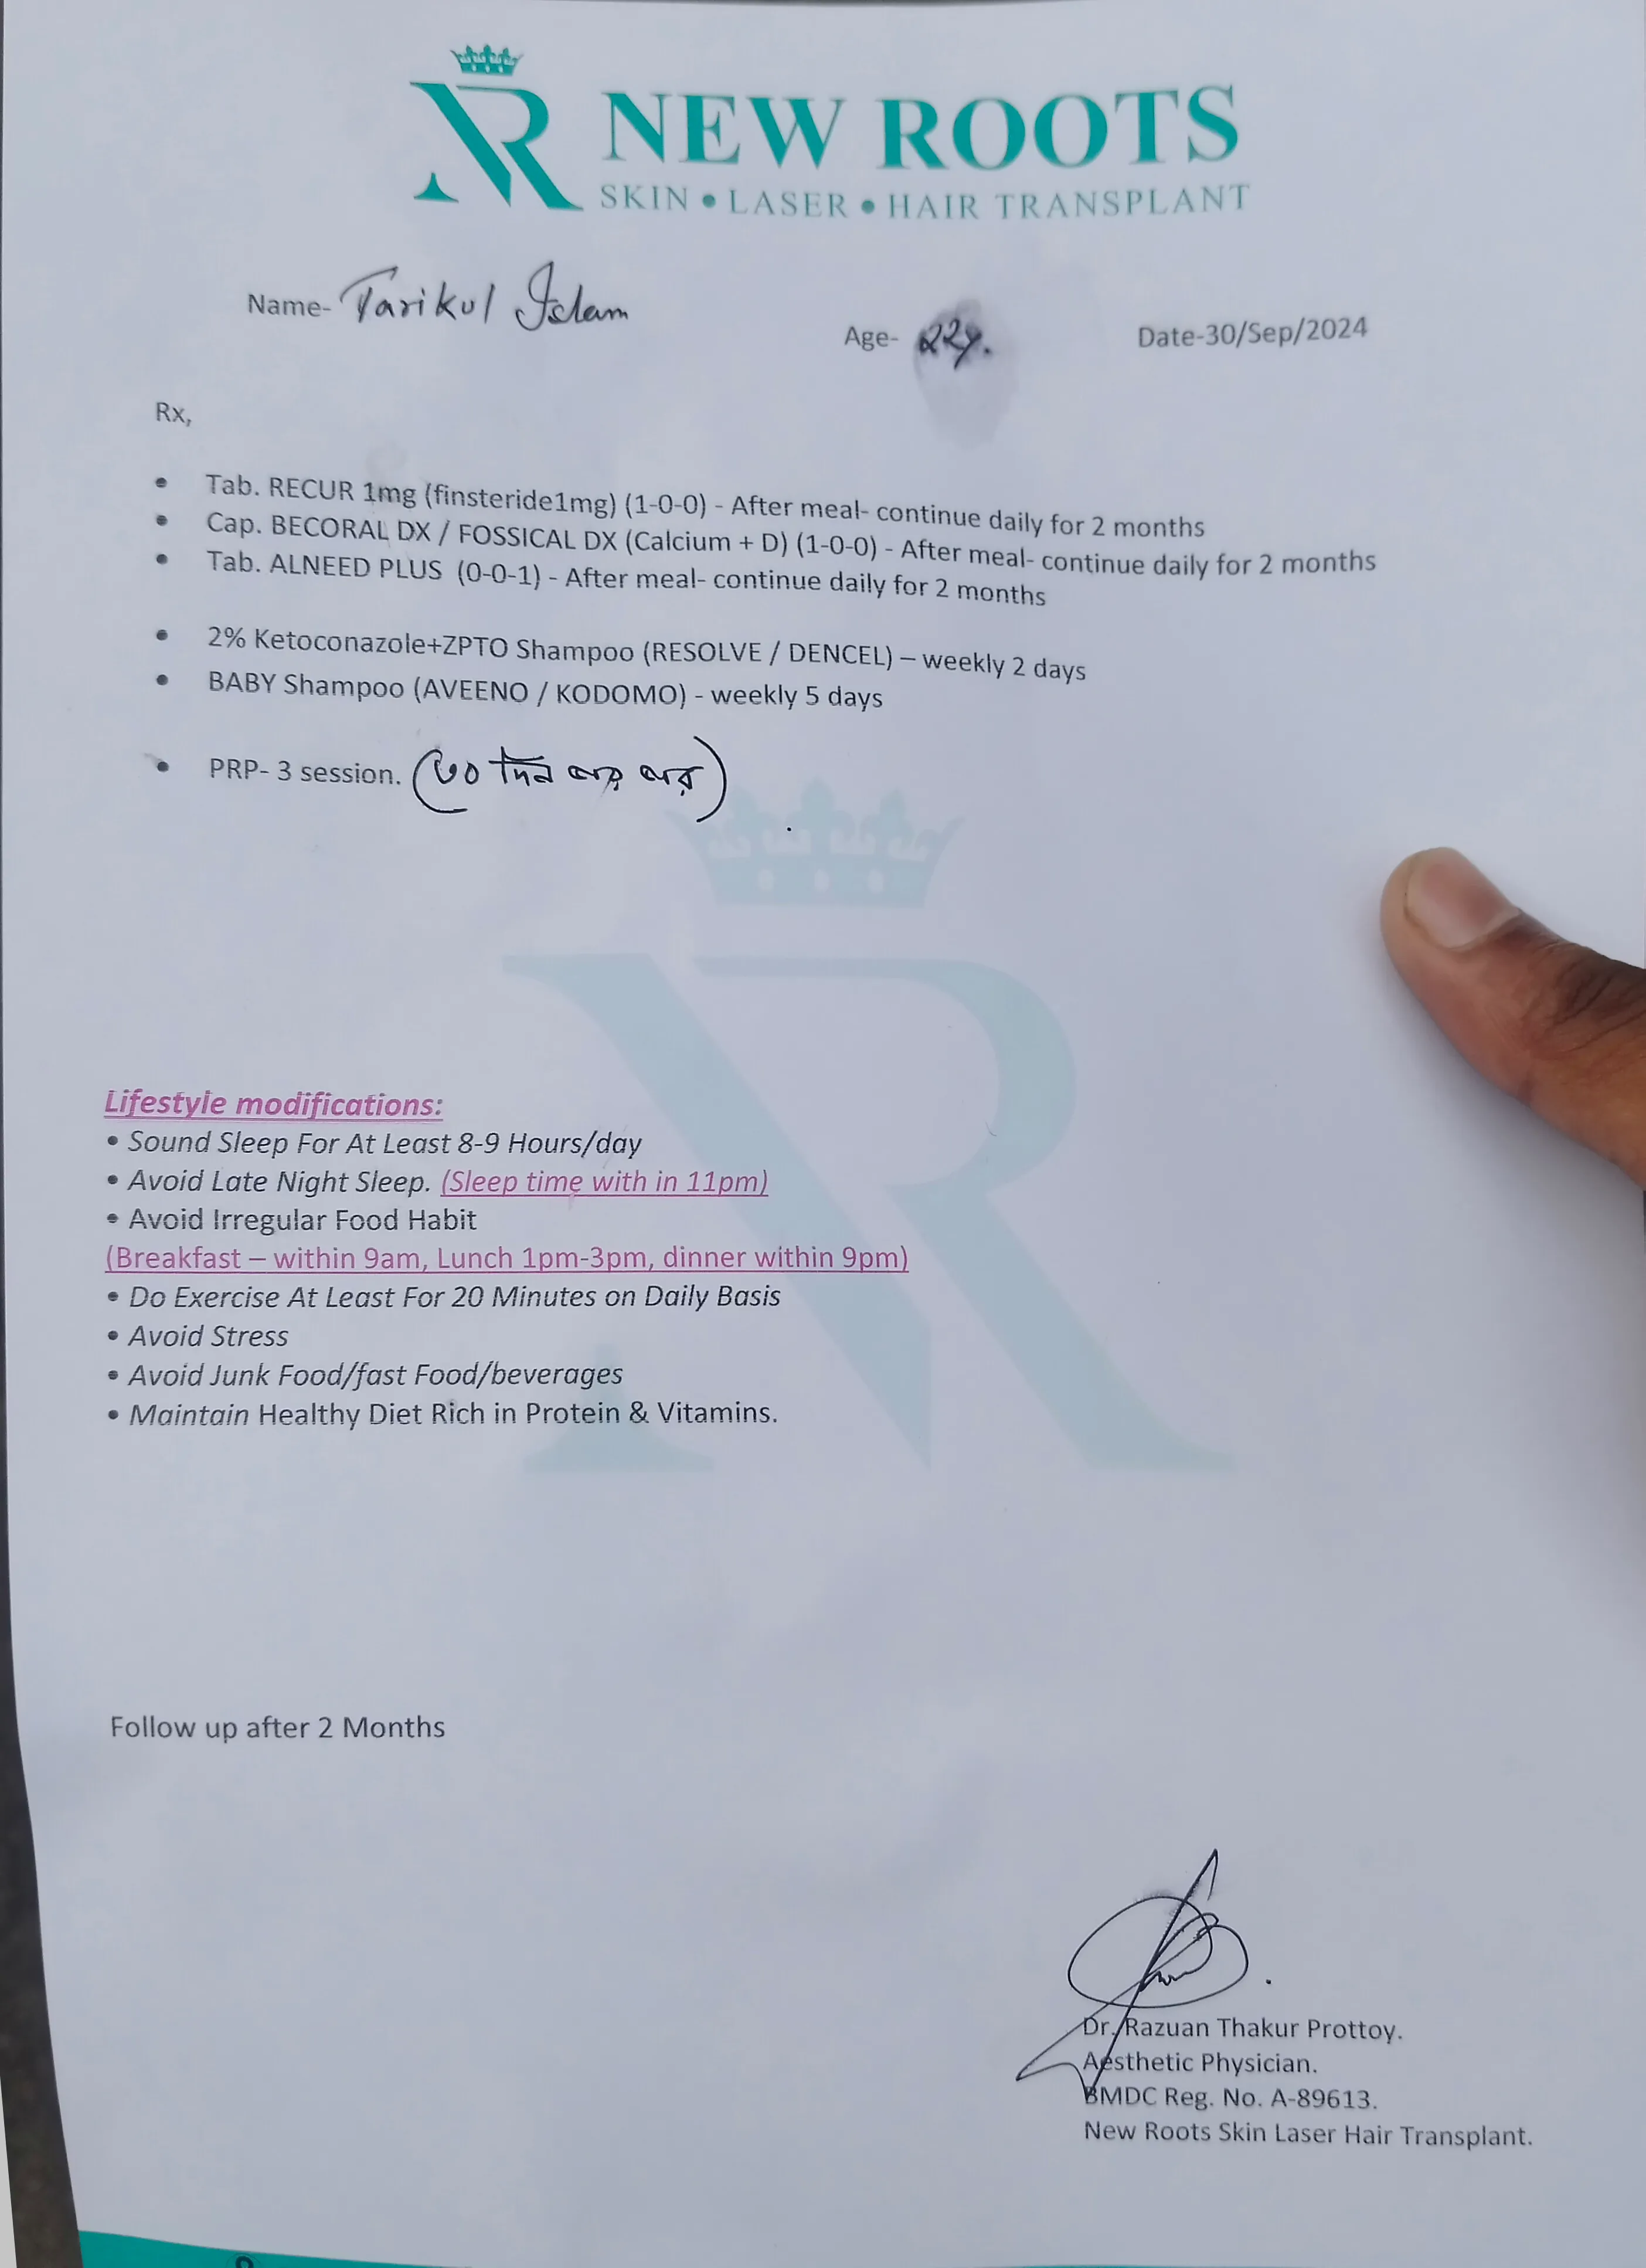 NEW ROOTS
SKIN • LASER • HAIR TRANSPLANT
Name- Tarikul Islam
Age- 22y.
Date-30/Sep/2024
Rx,
• Tab. RECUR 1mg (finsteride1mg) (1-0-0) - After meal- continue daily for 2 months
• Cap. BECORAL DX / FOSSICAL DX (Calcium + D) (1-0-0) - After meal- continue daily for 2 months
• Tab. ALNEED PLUS (0-0-1) - After meal- continue daily for 2 months
• 2% Ketoconazole+ZPTO Shampoo (RESOLVE / DENCEL) – weekly 2 days
• BABY Shampoo (AVEENO / KODOMO) - weekly 5 days
• PRP- 3 session. (৩০ দিন পর পর)
Lifestyle modifications:
• Sound Sleep For At Least 8-9 Hours/day
• Avoid Late Night Sleep. (Sleep time with in 11pm)
• Avoid Irregular Food Habit
(Breakfast – within 9am, Lunch 1pm-3pm, dinner within 9pm)
• Do Exercise At Least For 20 Minutes on Daily Basis
• Avoid Stress
• Avoid Junk Food/fast Food/beverages
• Maintain Healthy Diet Rich in Protein & Vitamins.
Follow up after 2 Months
Dr. Razuan Thakur Prottoy.
Aesthetic Physician.
BMDC Reg. No. A-89613.
New Roots Skin Laser Hair Transplant.